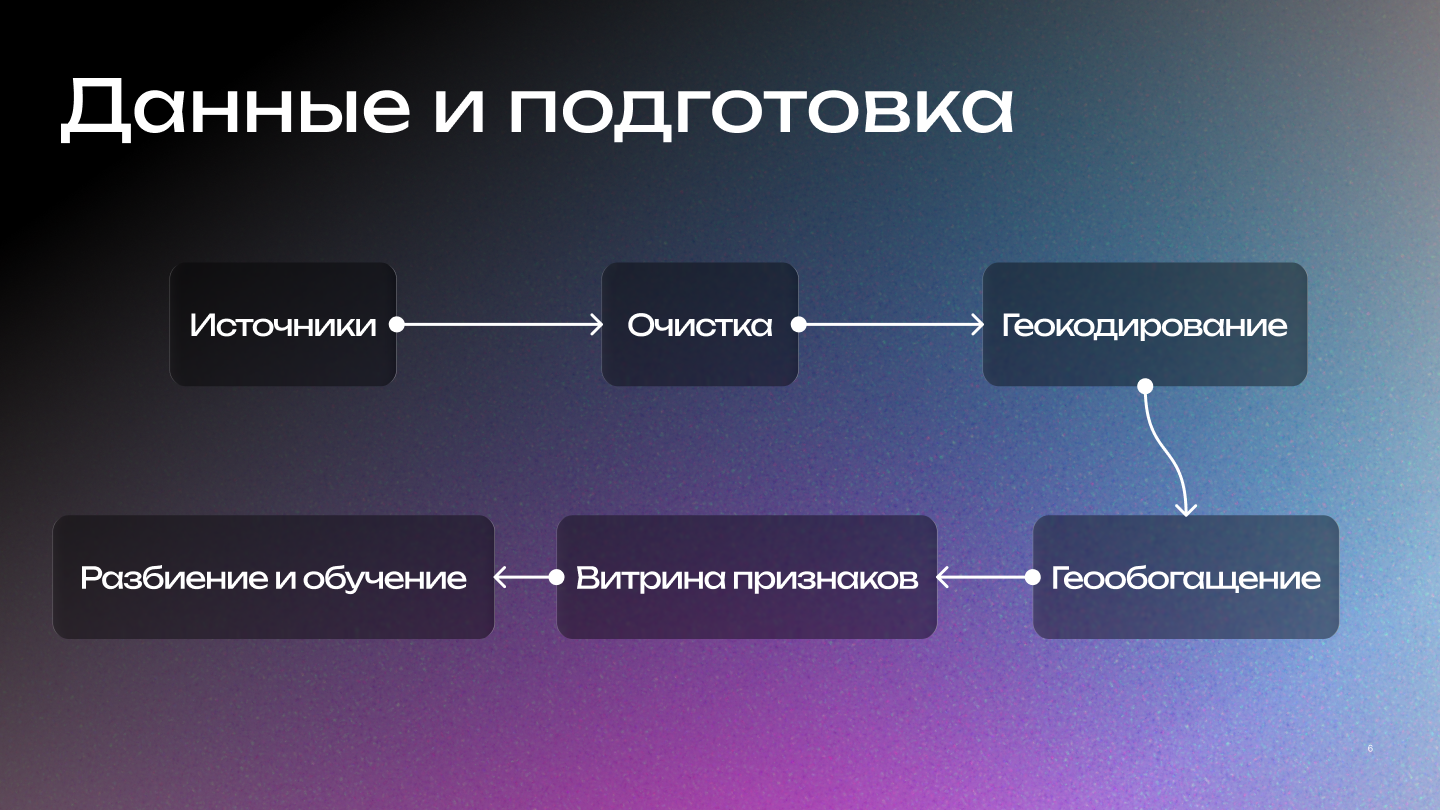 Данные и подготовка
Источники
Очистка
Геокодирование
Разбиение и обучение
Витрина признаков
Геообогащение
6